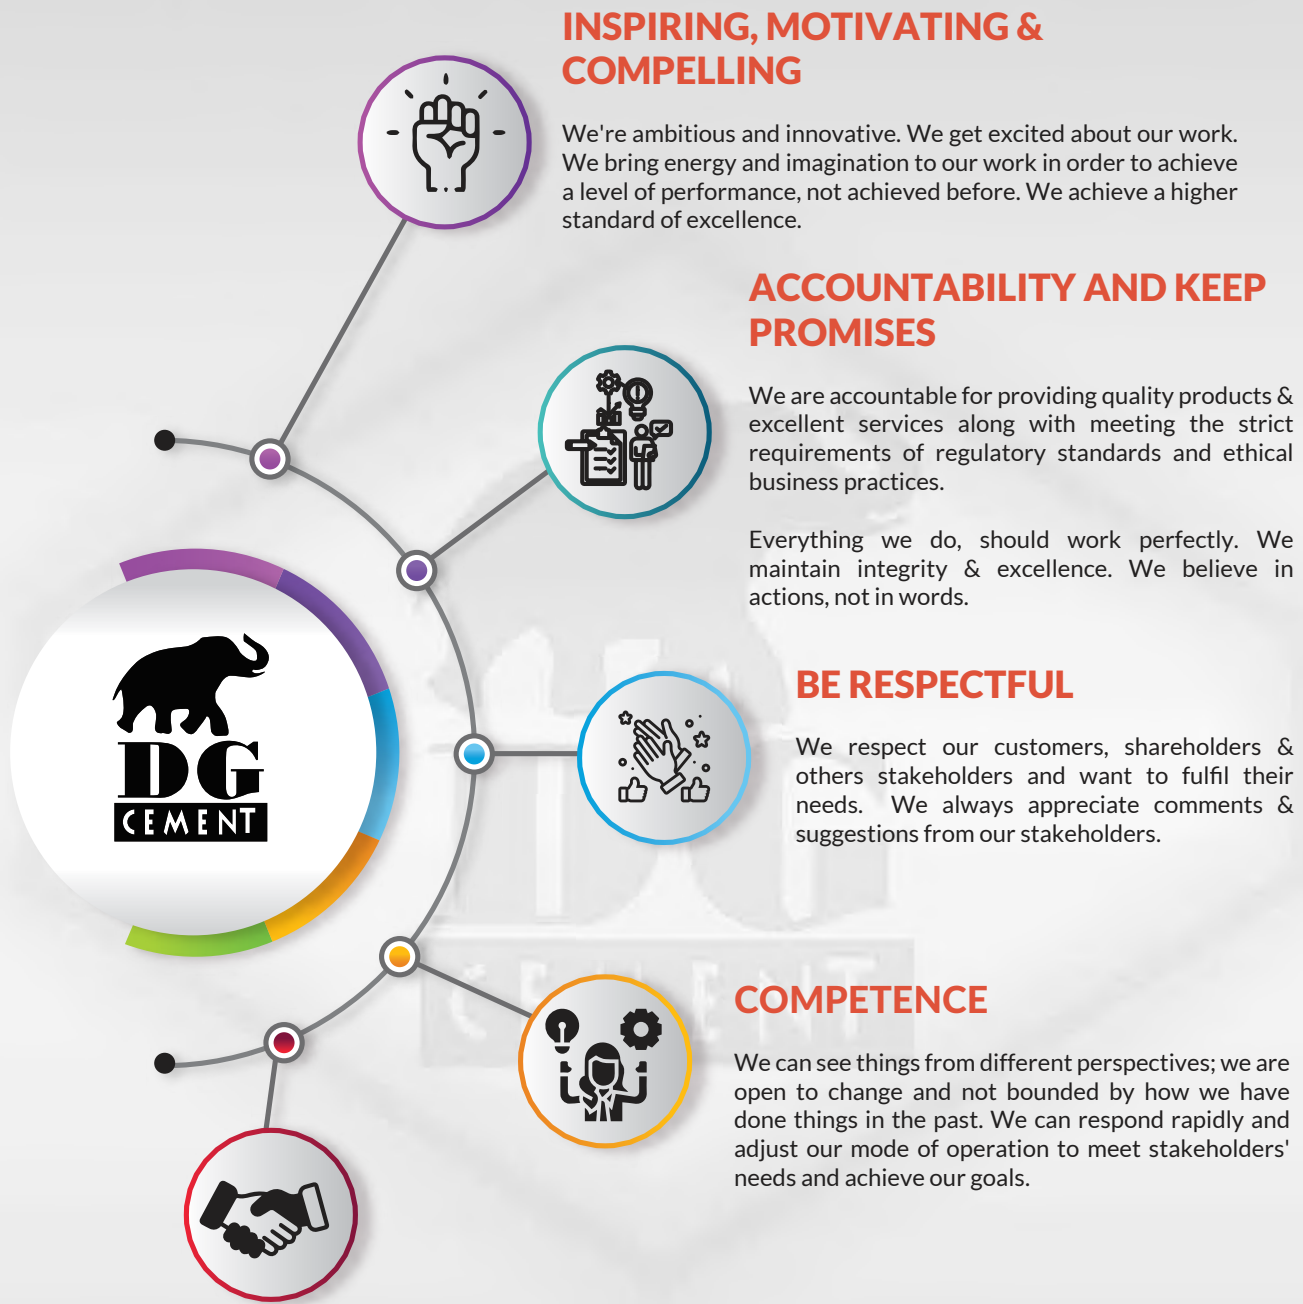 INSPIRING, MOTIVATING &
COMPELLING
We're ambitious and innovative. We get excited about our work.
We bring energy and imagination to our work in order to achieve
a level of performance, not achieved before. We achieve a higher
standard of excellence.
ACCOUNTABILITY AND KEEP
PROMISES
We are accountable for providing quality products &
excellent services along with meeting the strict
requirements of regulatory standards and ethical
business practices.
Everything we do, should work perfectly. We
maintain integrity & excellence. We believe in
actions, not in words.
DG
CEMENT
BE RESPECTFUL
We respect our customers, shareholders &
others stakeholders and want to fulfil their
needs. We always appreciate comments &
suggestions from our stakeholders.
COMPETENCE
We can see things from different perspectives; we are
open to change and not bounded by how we have
done things in the past. We can respond rapidly and
adjust our mode of operation to meet stakeholders'
needs and achieve our goals.